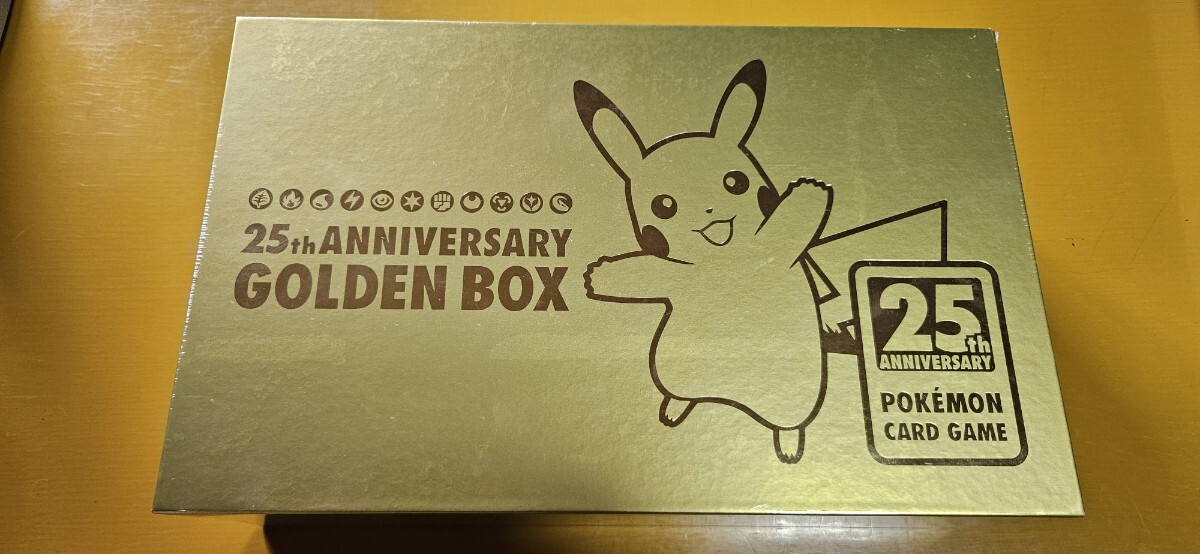 25th ANNIVERSARY
GOLDEN BOX
25th
ANNIVERSARY
POKÉMON
CARD GAME